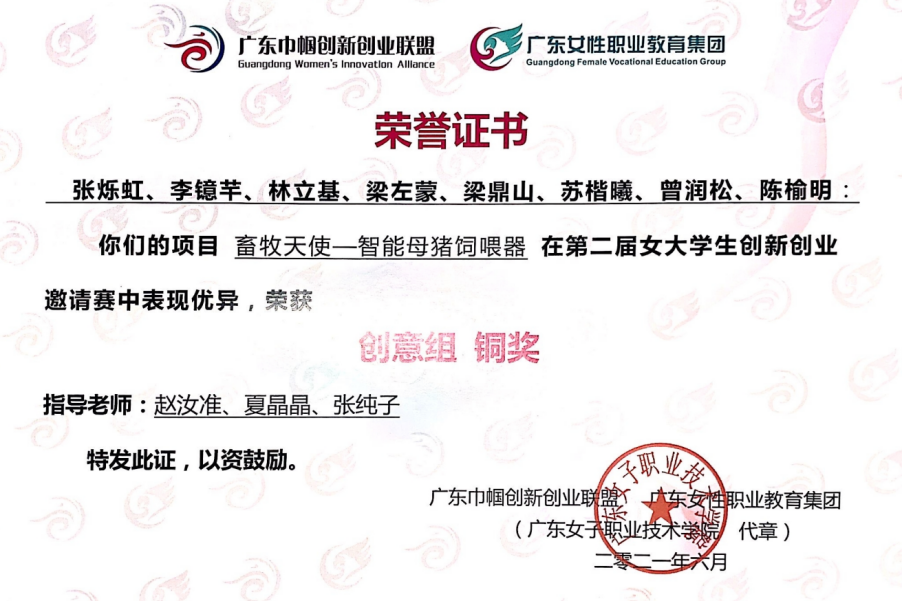 广东巾帼创新创业联盟 广东女性职业教育集团
Guangdong Women's Innovation Alliance Guangdong Female Vocational Education Group
荣誉证书
张烁虹、李镱芊、林立基、梁左蒙、梁鼎山、苏楷曦、曾润松、陈榆明：
你们的项目 畜牧天使—智能母猪饲喂器 在第二届女大学生创新创业
邀请赛中表现优异，荣获
创意组 铜奖
指导老师：赵汝准、夏晶晶、张纯子
特发此证，以资鼓励。
广东女子职业技术学院
广东巾帼创新创业联盟 广东女性职业教育集团
（广东女子职业技术学院 代章）
二零二一年六月